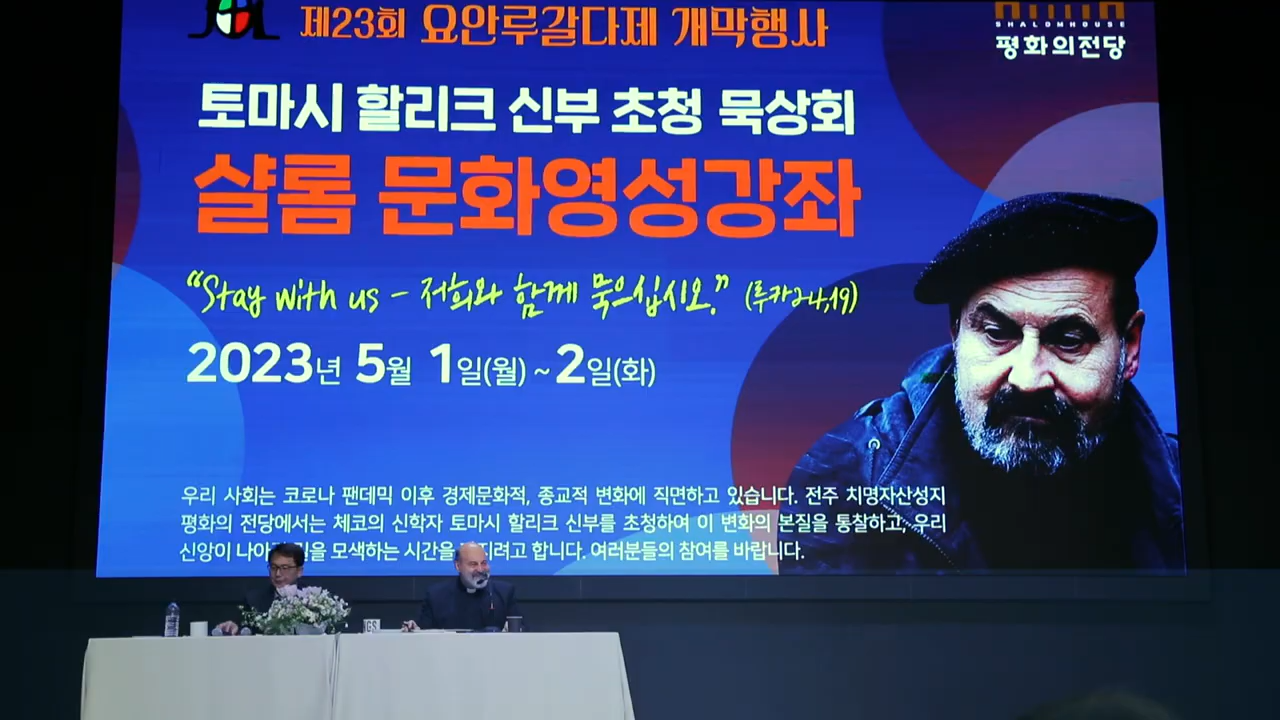 제23회 요안루갈다제 개막행사
SHALOMHOUSE
평화의전당
토마시 할리크 신부 초청 묵상회
샬롬 문화영성강좌
“Stay with us - 저희와 함께 묵으십시오.” (루카24,19)
2023년 5월 1일(월) ~ 2일(화)
우리 사회는 코로나 팬데믹 이후 경제문화적, 종교적 변화에 직면하고 있습니다. 전주 치명자산성지
평화의 전당에서는 체코의 신학자 토마시 할리크 신부를 초청하여 이 변화의 본질을 통찰하고, 우리
신앙이 모색하는 시간을 합니다. 여러분들의 참여를 바랍니다.
GS